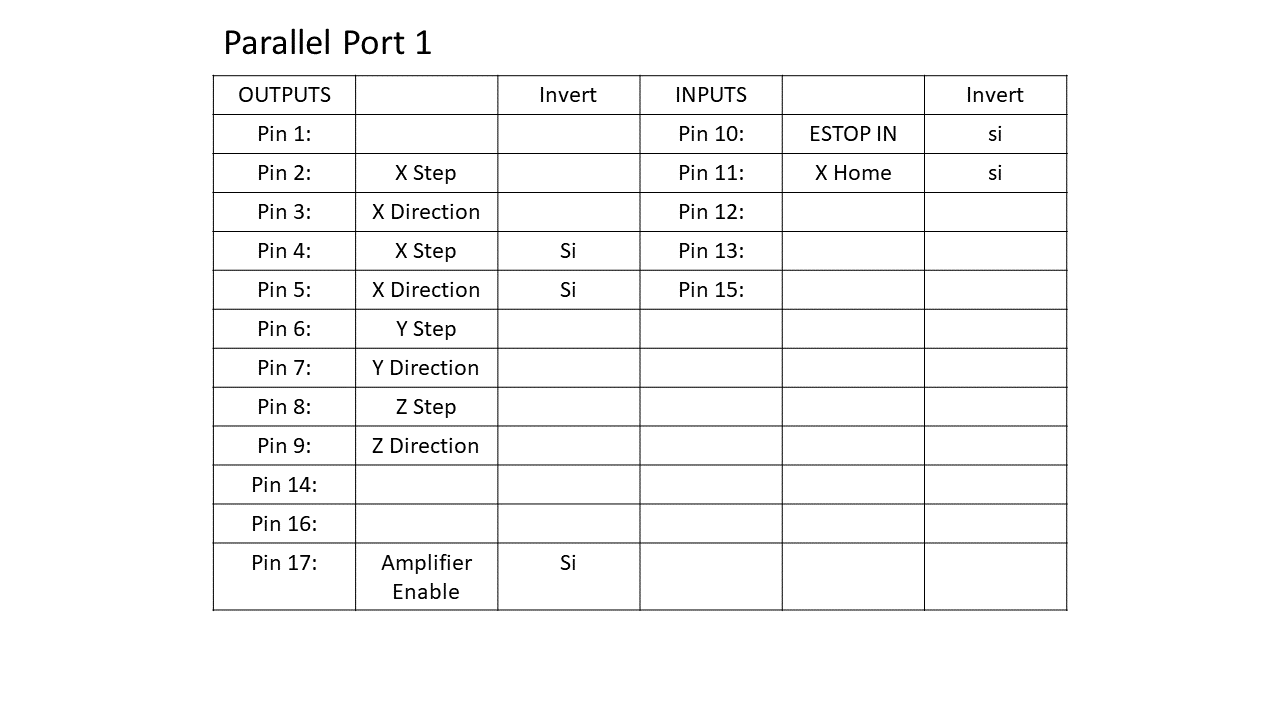 Parallel Port 1
OUTPUTS Invert INPUTS Invert
Pin 1: Pin 10: ESTOP IN si
Pin 2: X Step Pin 11: X Home si
Pin 3: X Direction Pin 12:
Pin 4: X Step Si Pin 13:
Pin 5: X Direction Si Pin 15:
Pin 6: Y Step
Pin 7: Y Direction
Pin 8: Z Step
Pin 9: Z Direction
Pin 14:
Pin 16:
Pin 17: Amplifier Si
Enable